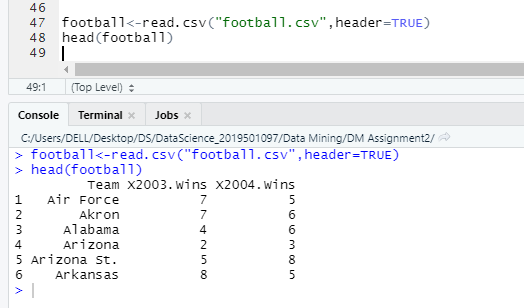 46
47 football<-read.csv("football.csv",header=TRUE)
48 head(football)
49
49:1 (Top Level)
Console Terminal Jobs
C:/Users/DELL/Desktop/DS/DataScience_2019501097/Data Mining/DM Assignment2/
> football<-read.csv("football.csv",header=TRUE)
> head(football)
Team X2003.Wins X2004.Wins
1 Air Force 7 5
2 Akron 7 6
3 Alabama 4 6
4 Arizona 2 3
5 Arizona St. 5 8
6 Arkansas 8 5
>